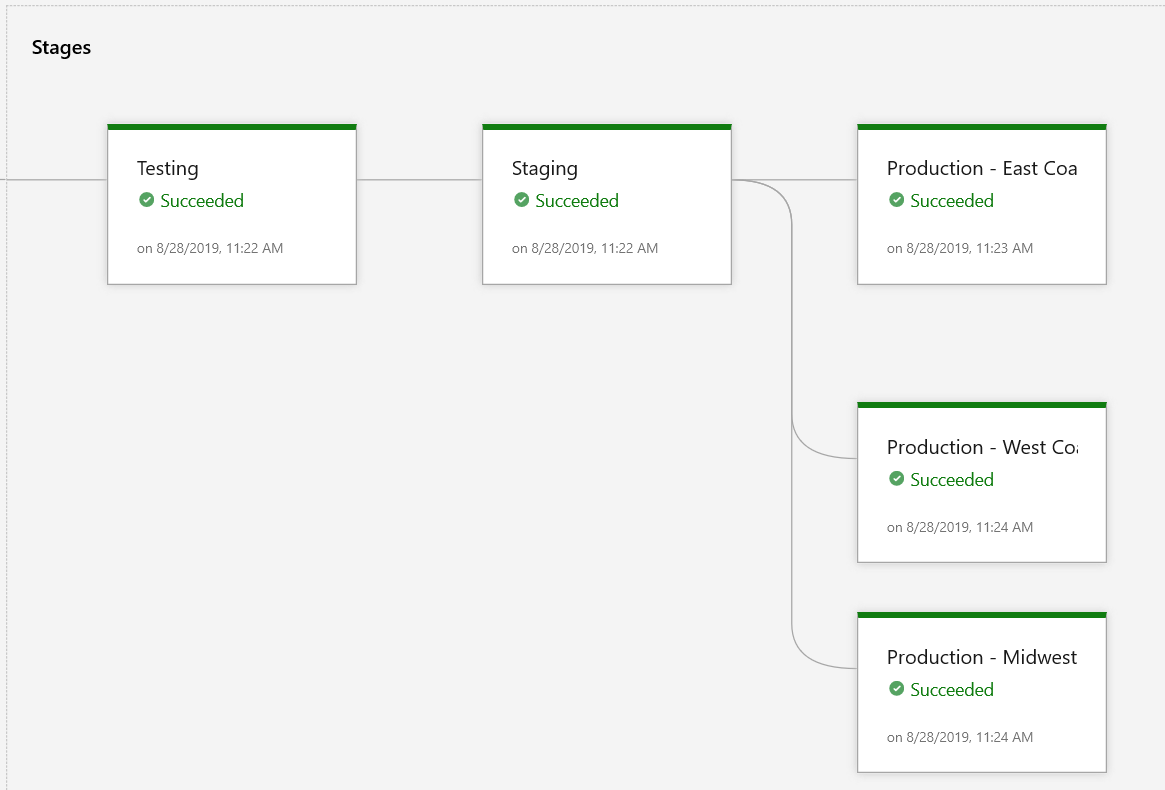 Stages
Testing
Succeeded
on 8/28/2019, 11:22 AM
Staging
Succeeded
on 8/28/2019, 11:22 AM
Production - East Coa
Succeeded
on 8/28/2019, 11:23 AM
Production - West Coa
Succeeded
on 8/28/2019, 11:24 AM
Production - Midwest
Succeeded
on 8/28/2019, 11:24 AM